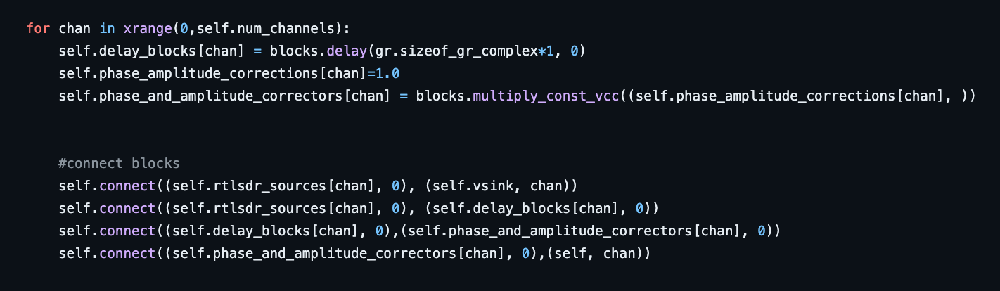 for chan in xrange(0,self.num_channels):
    self.delay_blocks[chan] = blocks.delay(gr.sizeof_gr_complex*1, 0)
    self.phase_amplitude_corrections[chan]=1.0
    self.phase_and_amplitude_correctors[chan] = blocks.multiply_const_vcc((self.phase_amplitude_corrections[chan], ))
    #connect blocks
    self.connect((self.rtlsdr_sources[chan], 0), (self.vsink, chan))
    self.connect((self.rtlsdr_sources[chan], 0), (self.delay_blocks[chan], 0))
    self.connect((self.delay_blocks[chan], 0),(self.phase_and_amplitude_correctors[chan], 0))
    self.connect((self.phase_and_amplitude_correctors[chan], 0),(self, chan))